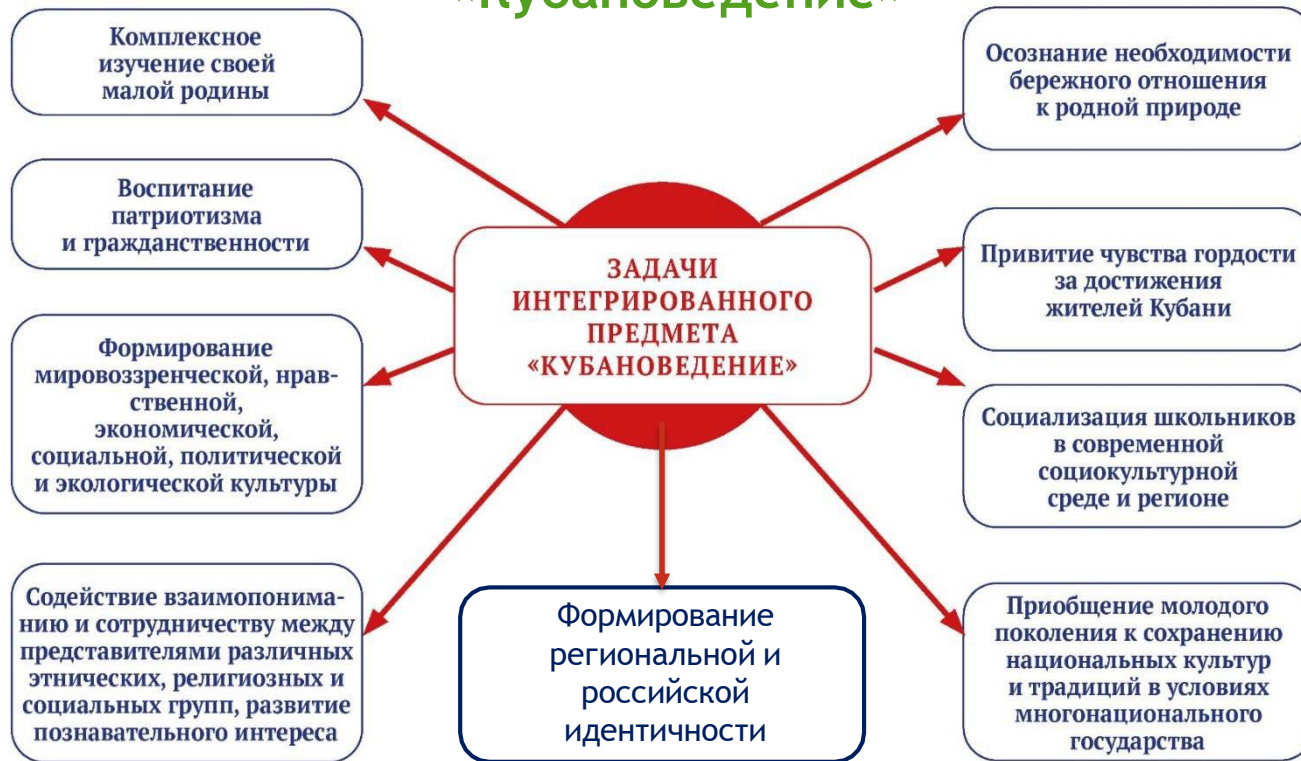 «Кубановедение»
Комплексное
изучение своей
малой родины
Воспитание
патриотизма
и гражданственности
Формирование
мировоззренческой, нрав-
ственной,
экономической,
социальной, политической
и экологической культуры
Содействие взаимопонима-
нию и сотрудничеству между
представителями различных
этнических, религиозных и
социальных групп, развитие
познавательного интереса
ЗАДАЧИ
ИНТЕГРИРОВАННОГО
ПРЕДМЕТА
«КУБАНОВЕДЕНИЕ»
Формирование
региональной и
российской
идентичности
Осознание необходимости
бережного отношения
к родной природе
Привитие чувства гордости
за достижения
жителей Кубани
Социализация школьников
в современной
социокультурной
среде и регионе
Приобщение молодого
поколения к сохранению
национальных культур
и традиций в условиях
многонационального
государства